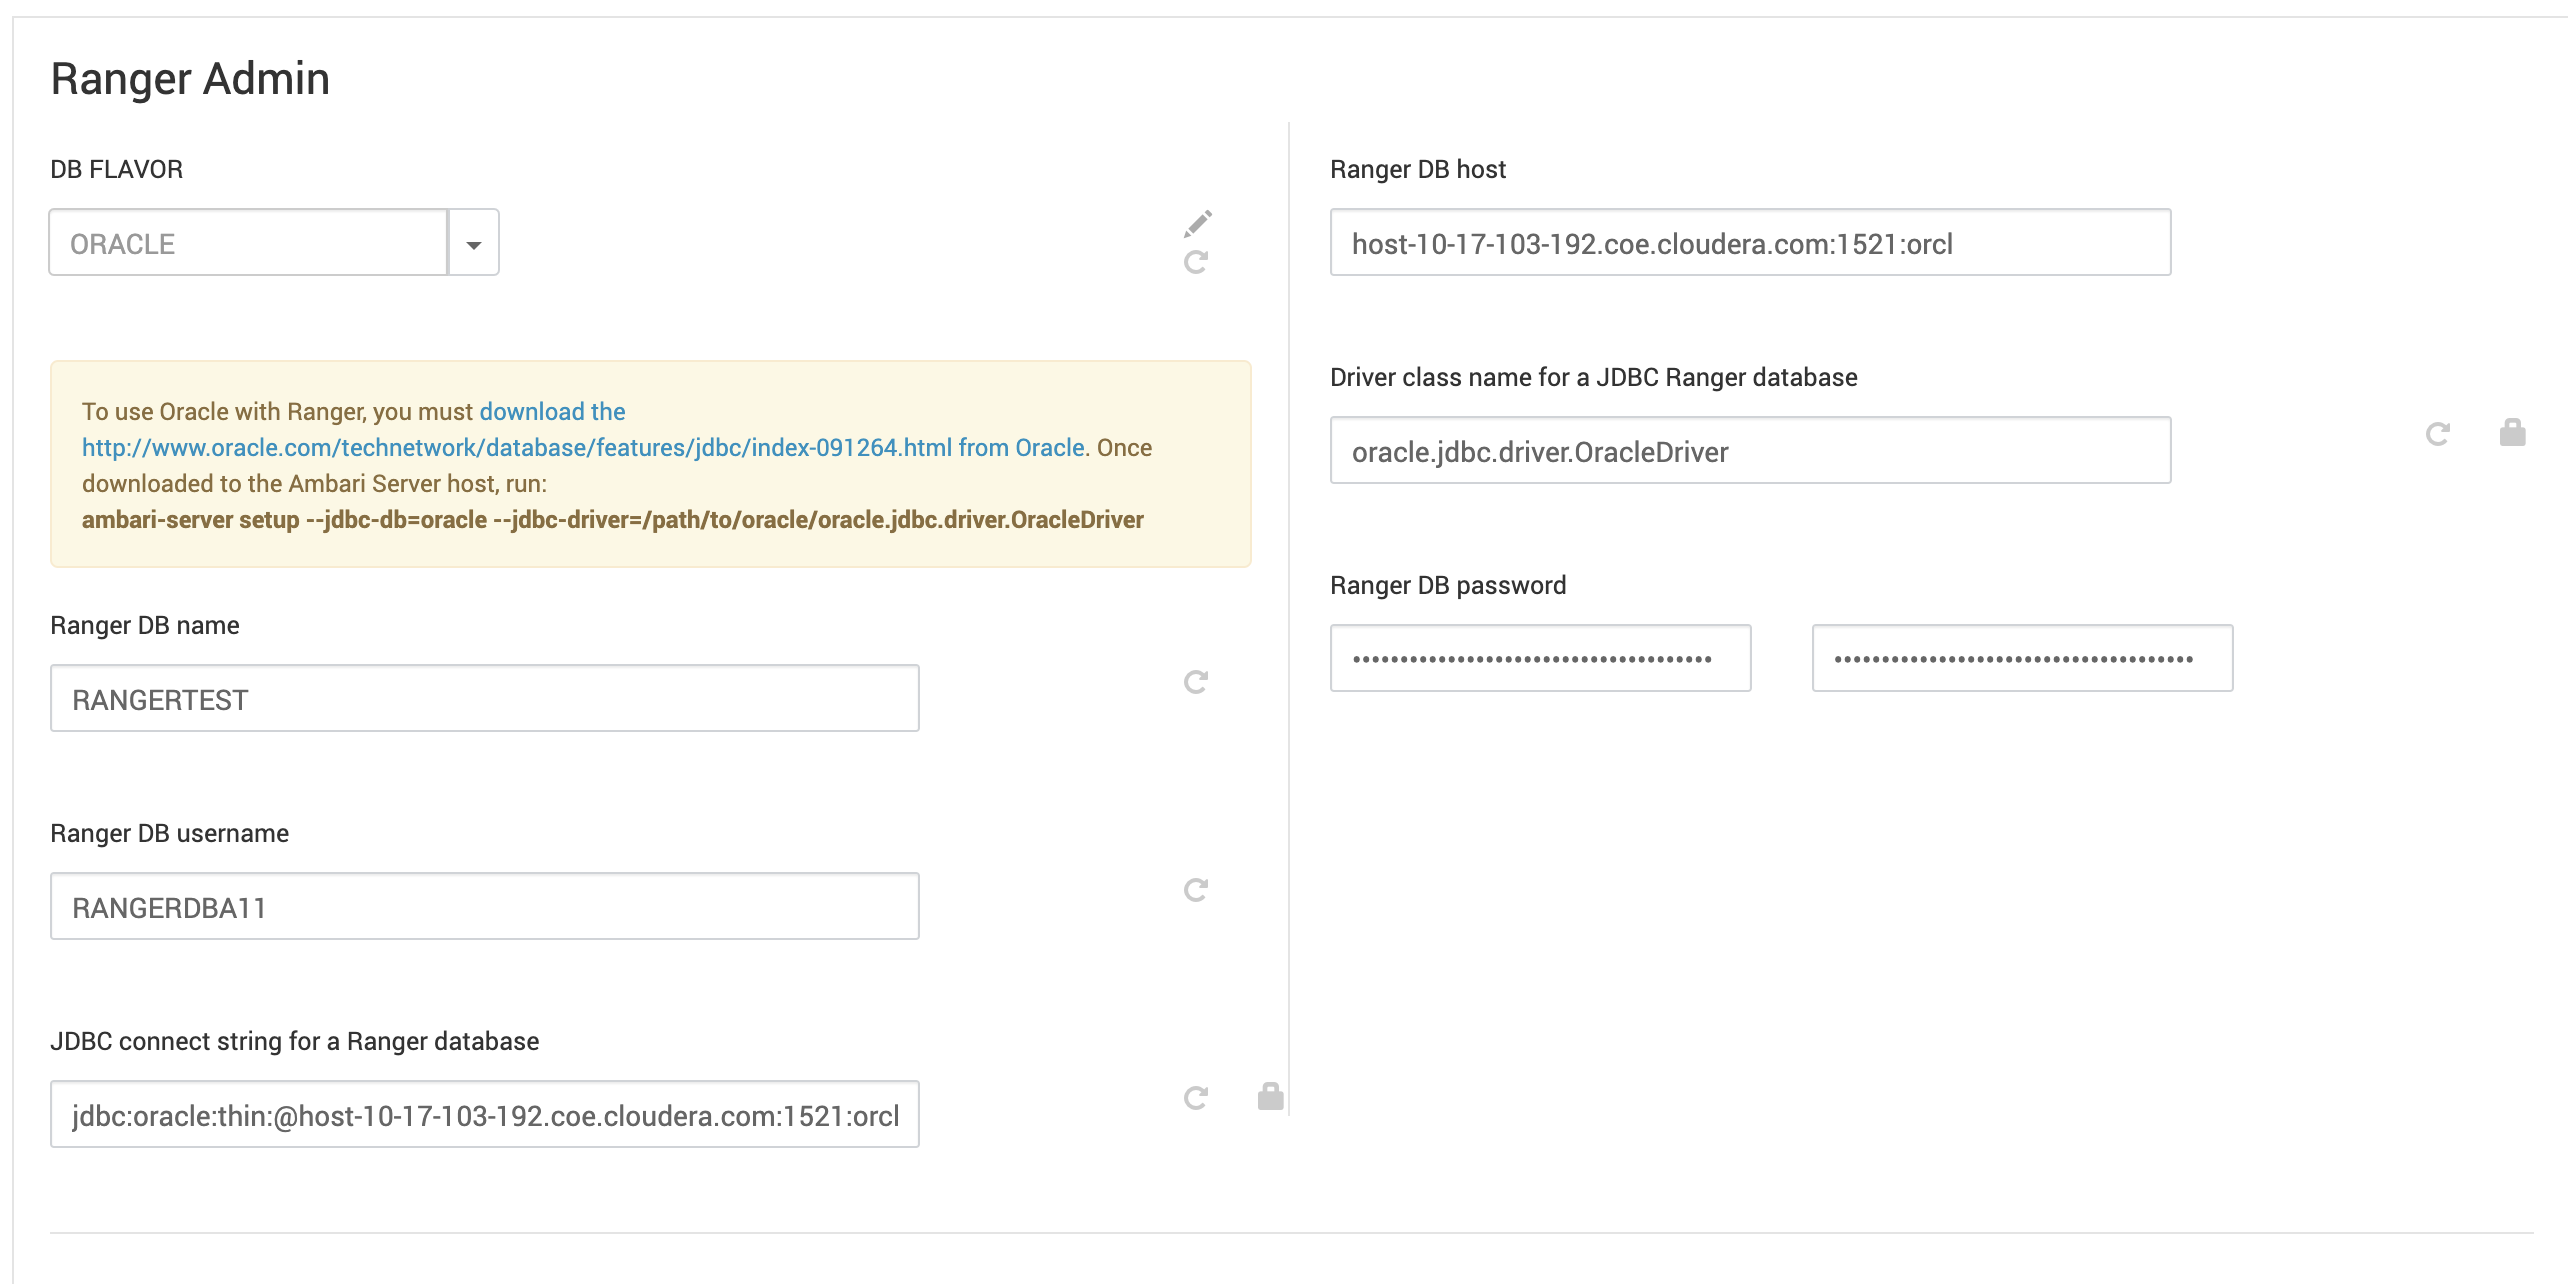 Ranger Admin
DB FLAVOR
ORACLE
To use Oracle with Ranger, you must download the
http://www.oracle.com/technetwork/database/features/jdbc/index-091264.html from Oracle. Once
downloaded to the Ambari Server host, run:
ambari-server setup --jdbc-db=oracle --jdbc-driver=/path/to/oracle/oracle.jdbc.driver.OracleDriver
Ranger DB name
RANGERTEST
Ranger DB username
RANGERDBA11
JDBC connect string for a Ranger database
jdbc:oracle:thin:@host-10-17-103-192.coe.cloudera.com:1521:orcl
Ranger DB host
host-10-17-103-192.coe.cloudera.com:1521:orcl
Driver class name for a JDBC Ranger database
oracle.jdbc.driver.OracleDriver
Ranger DB password